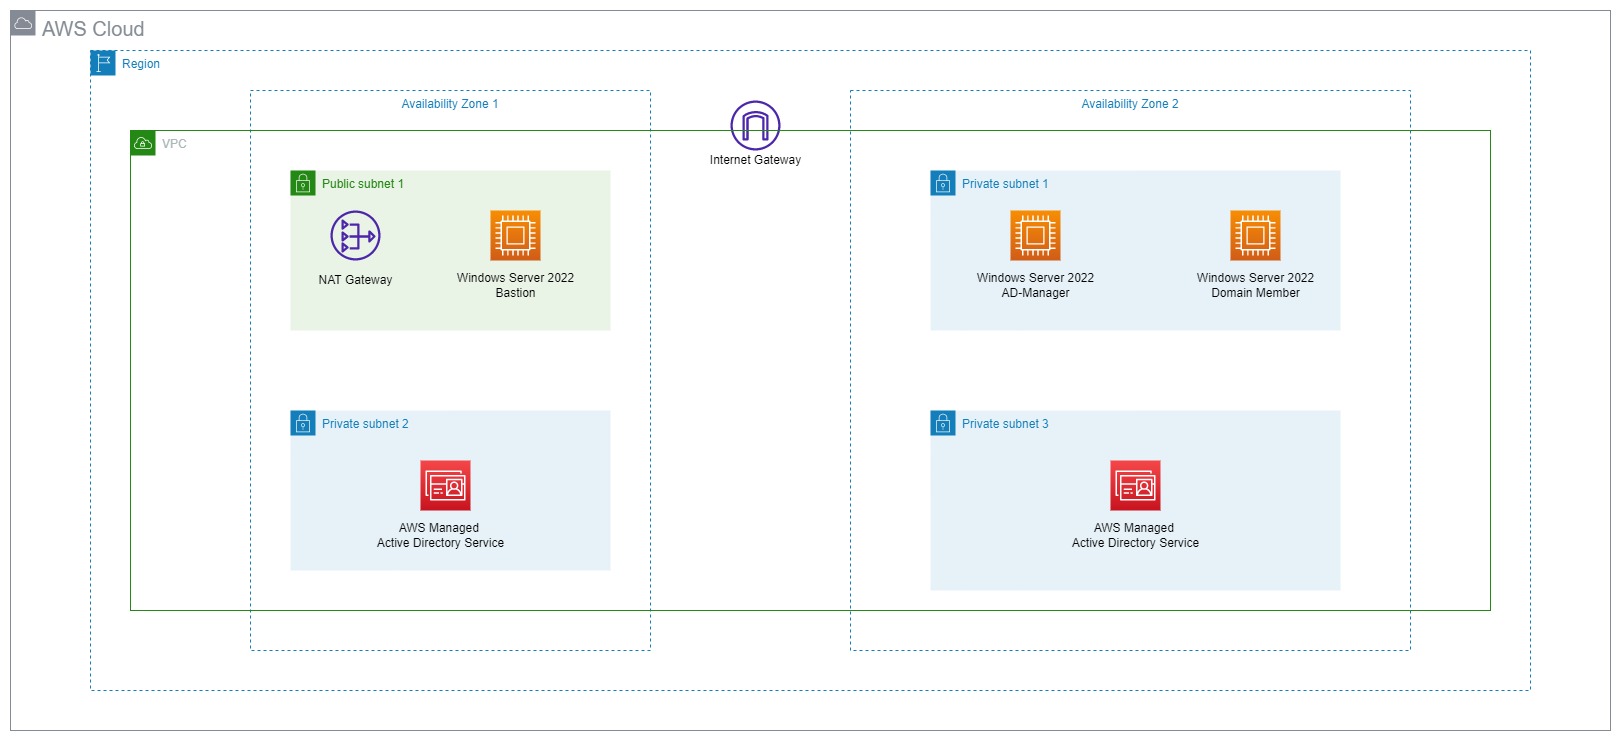 AWS Cloud
Region
Availability Zone 1
Availability Zone 2
VPC
Internet Gateway
Public subnet 1
NAT Gateway
Windows Server 2022
Bastion
Private subnet 1
Windows Server 2022
AD-Manager
Windows Server 2022
Domain Member
Private subnet 2
AWS Managed
Active Directory Service
Private subnet 3
AWS Managed
Active Directory Service